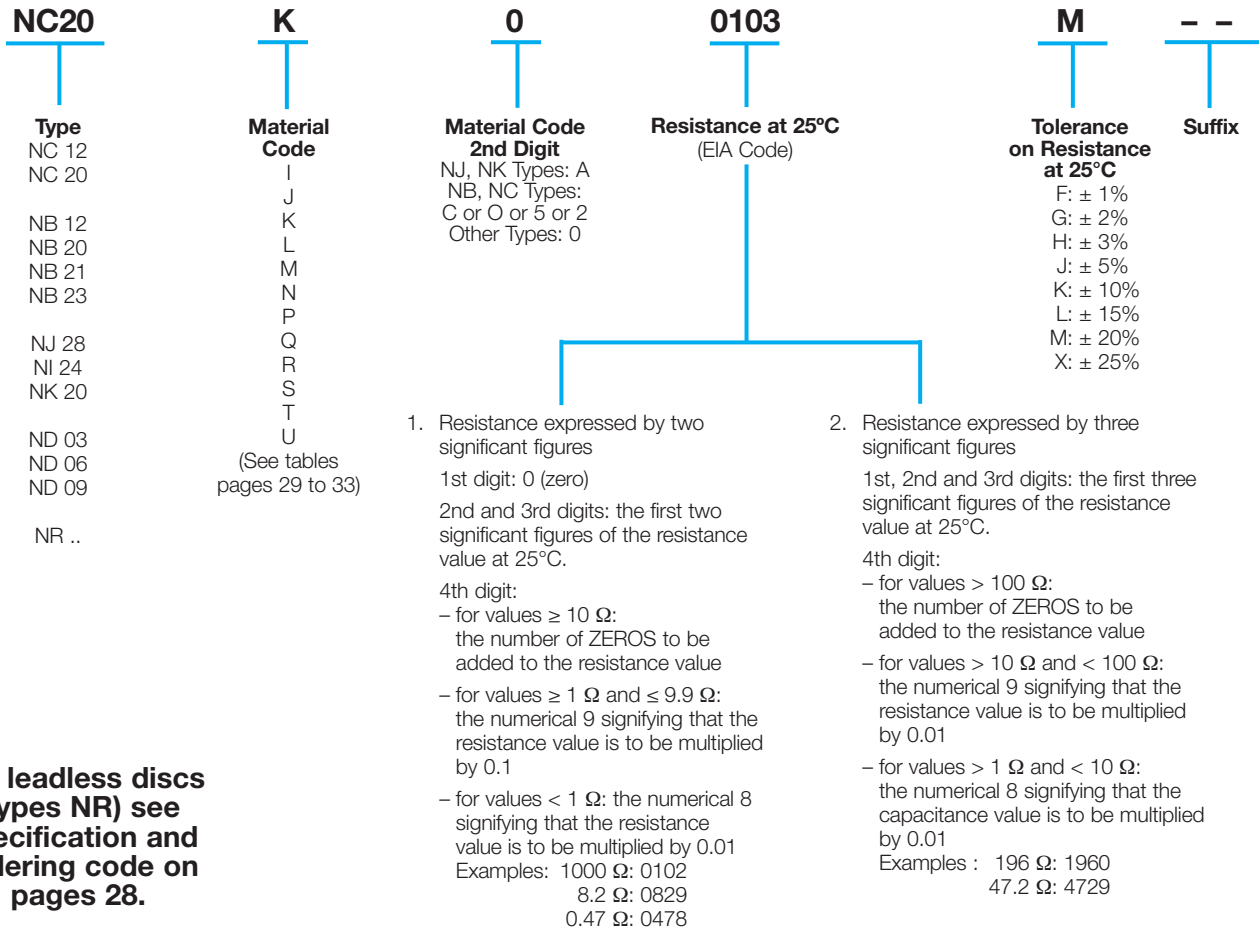 NC20 K 0 0103 M – –
Type
NC 12
NC 20
NB 12
NB 20
NB 21
NB 23
NJ 28
NI 24
NK 20
ND 03
ND 06
ND 09
NR ..
Material
Code
I
J
K
L
M
N
P
Q
R
S
T
U
(See tables
pages 29 to 33)
Material Code
2nd Digit
NJ, NK Types: A
NB, NC Types:
C or O or 5 or 2
Other Types: 0
Resistance at 25ºC
(EIA Code)
Tolerance
on Resistance
at 25°C
F: ± 1%
G: ± 2%
H: ± 3%
J: ± 5%
K: ± 10%
L: ± 15%
M: ± 20%
X: ± 25%
Suffix
1. Resistance expressed by two
significant figures
1st digit: 0 (zero)
2nd and 3rd digits: the first two
significant figures of the resistance
value at 25°C.
4th digit:
– for values ≥ 10 Ω:
the number of ZEROS to be
added to the resistance value
– for values ≥ 1 Ω and ≤ 9.9 Ω:
the numerical 9 signifying that the
resistance value is to be multiplied
by 0.1
– for values < 1 Ω: the numerical 8
signifying that the resistance
value is to be multiplied by 0.01
Examples: 1000 Ω: 0102
8.2 Ω: 0829
0.47 Ω: 0478
2. Resistance expressed by three
significant figures
1st, 2nd and 3rd digits: the first three
significant figures of the resistance
value at 25°C.
4th digit:
– for values > 100 Ω:
the number of ZEROS to be
added to the resistance value
– for values > 10 Ω and < 100 Ω:
the numerical 9 signifying that the
resistance value is to be multiplied
by 0.01
– for values > 1 Ω and < 10 Ω:
the numerical 8 signifying that the
capacitance value is to be multiplied
by 0.01
Examples : 196 Ω: 1960
47.2 Ω: 4729
leadless discs
ypes NR) see
ecification and
dering code on
pages 28.